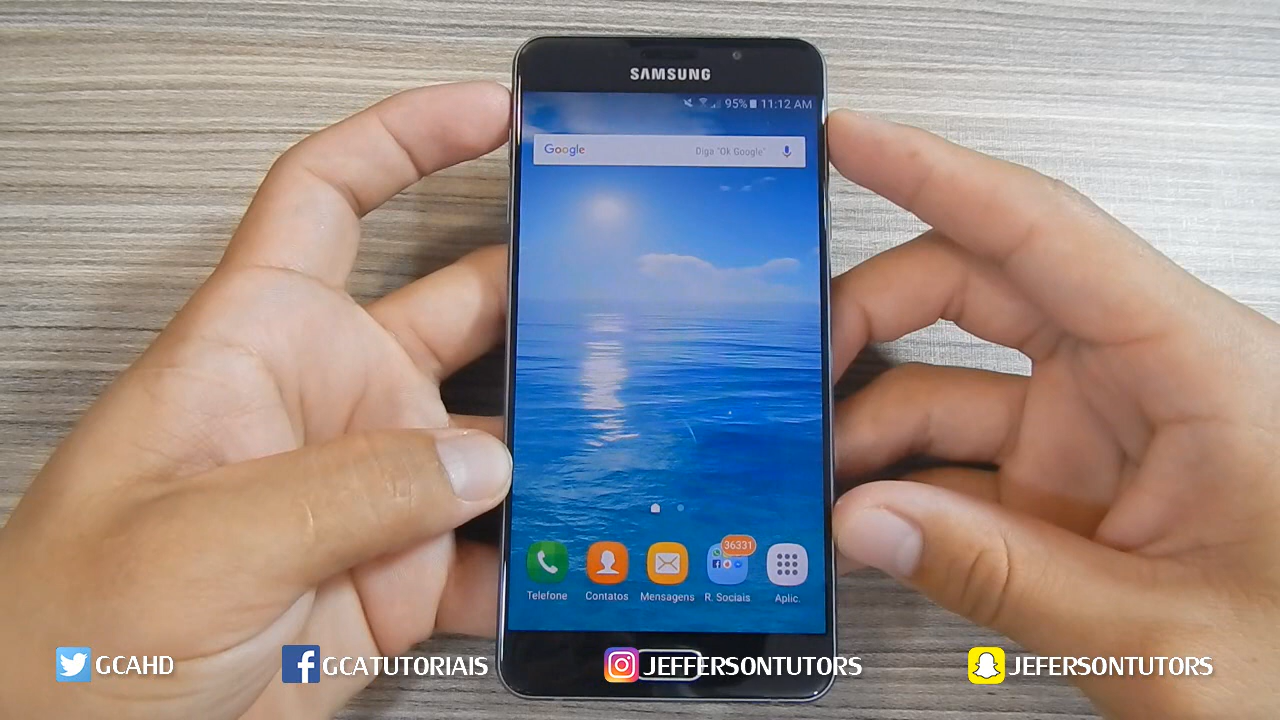 SAMSUNG
95% 11:12 AM
Google Diga "Ok Google"
36331
Telefone Contatos Mensagens R. Sociais Aplic.
GCAHD GCATUTORIAIS JEFFERSONTUTORS JEFERSONTUTORS